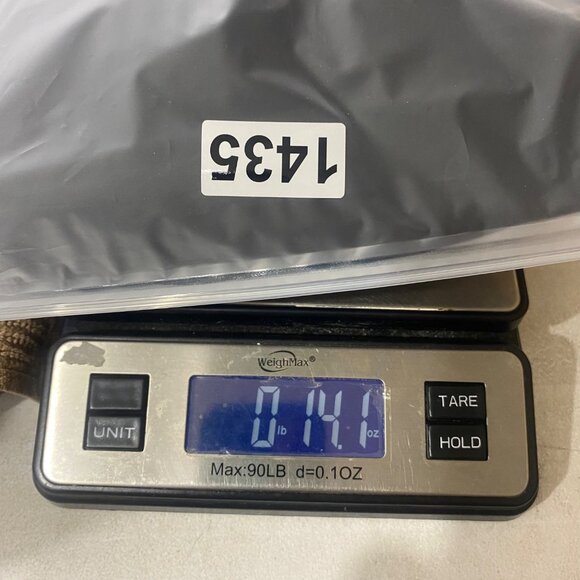 1435
WeighMax®
0 lb 14.1 oz
UNIT
TARE
HOLD
Max:90LB d=0.1OZ